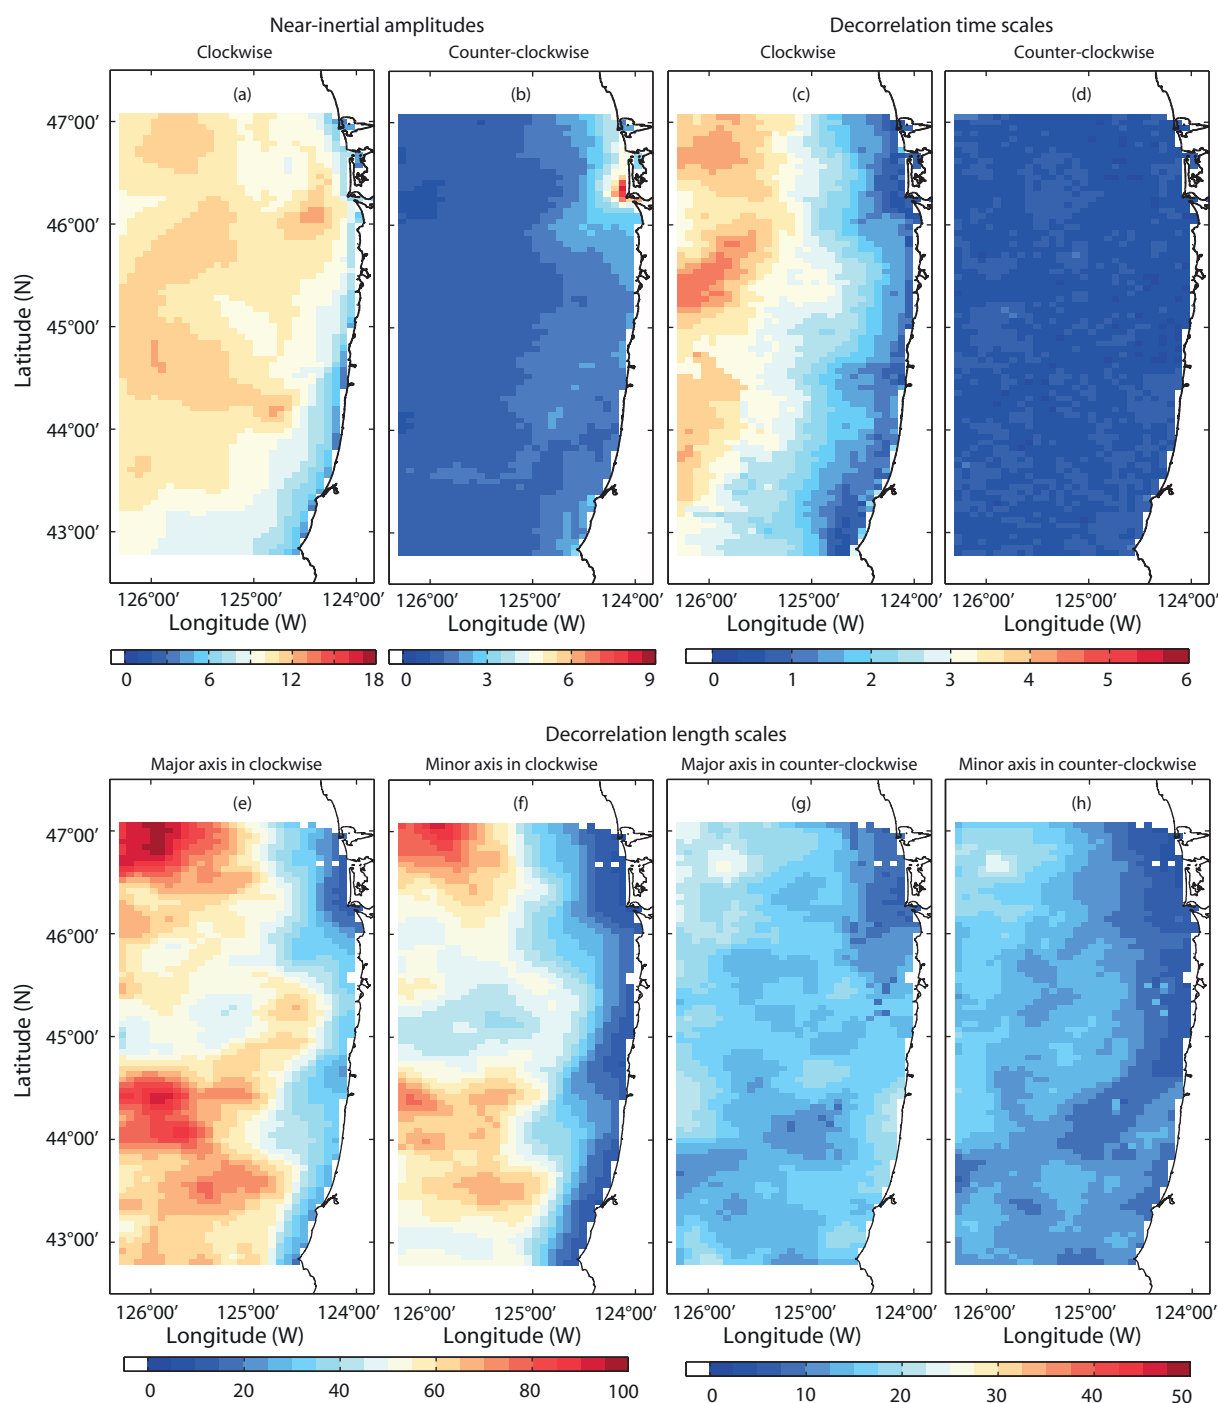 Near-inertial amplitudes
Decorrelation time scales
Clockwise
Counter-clockwise
Clockwise
Counter-clockwise
(a)
(b)
(c)
(d)
47°00′
46°00′
45°00′
44°00′
43°00′
Latitude (N)
126°00′ 125°00′ 124°00′
126°00′ 125°00′ 124°00′
126°00′ 125°00′ 124°00′
126°00′ 125°00′ 124°00′
Longitude (W)
Longitude (W)
Longitude (W)
Longitude (W)
0 6 12 18
0 3 6 9
0 1 2 3 4 5 6
Decorrelation length scales
Major axis in clockwise
Minor axis in clockwise
Major axis in counter-clockwise
Minor axis in counter-clockwise
(e)
(f)
(g)
(h)
47°00′
46°00′
45°00′
44°00′
43°00′
Latitude (N)
126°00′ 125°00′ 124°00′
126°00′ 125°00′ 124°00′
126°00′ 125°00′ 124°00′
126°00′ 125°00′ 124°00′
Longitude (W)
Longitude (W)
Longitude (W)
Longitude (W)
0 20 40 60 80 100
0 10 20 30 40 50